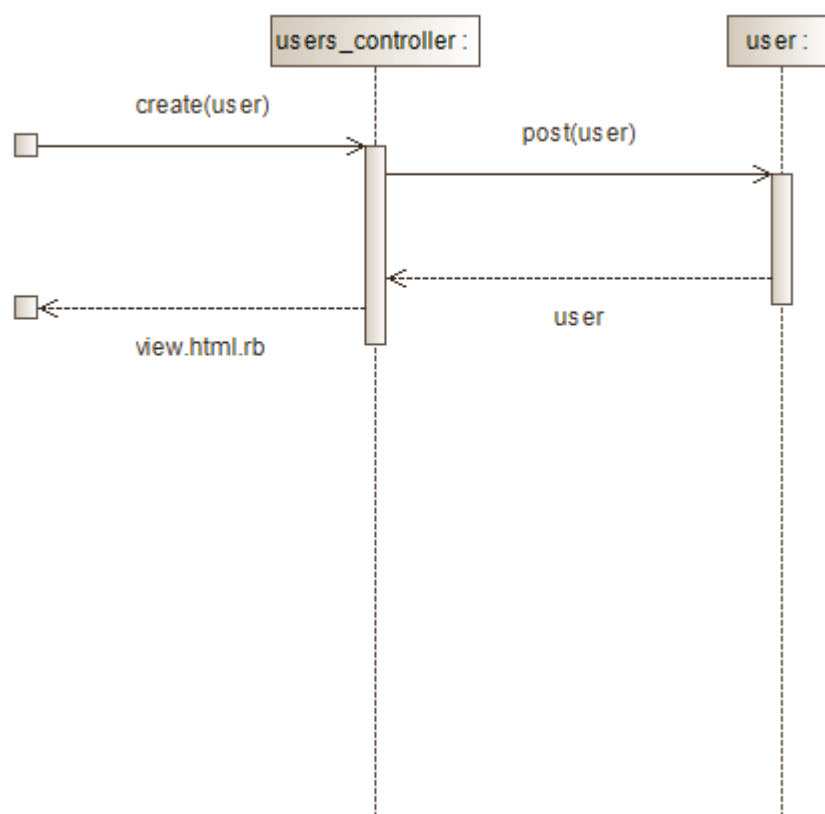 users_controller :
user :
create(user)
post(user)
user
view.html.rb